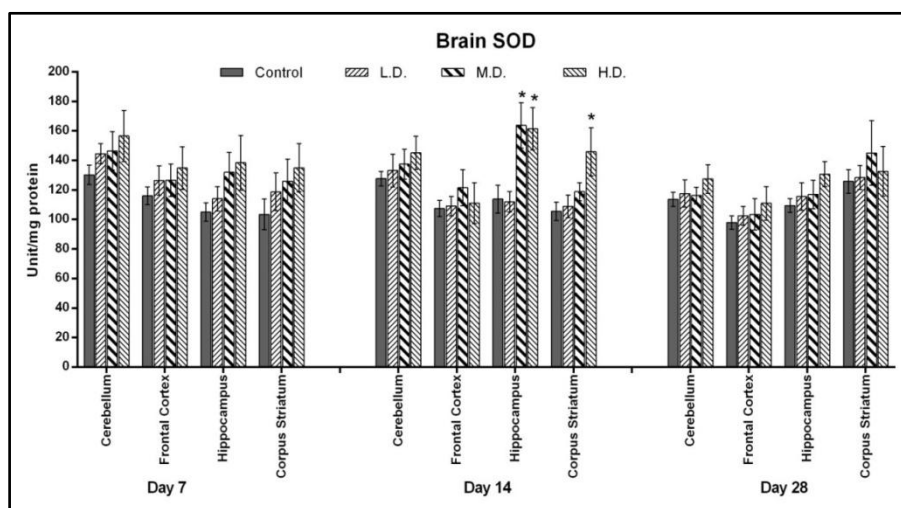 Brain SOD
Control L.D. M.D. H.D.
Unit/mg protein
200
180
160
140
120
100
80
60
40
20
0
* * *
Cerebellum
Frontal Cortex
Hippocampus
Corpus Striatum
Cerebellum
Frontal Cortex
Hippocampus
Corpus Striatum
Cerebellum
Frontal Cortex
Hippocampus
Corpus Striatum
Day 7 Day 14 Day 28